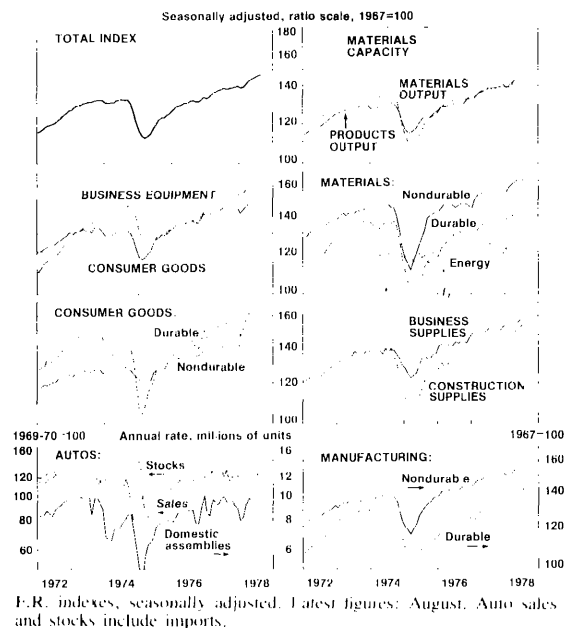 Seasonally adjusted, ratio scale, 1967=100
TOTAL INDEX
180
MATERIALS
CAPACITY
160
140
MATERIALS
OUTPUT
120
PRODUCTS
OUTPUT
100
BUSINESS EQUIPMENT
CONSUMER GOODS
160
140
120
100
MATERIALS:
Nondurable
Durable
Energy
CONSUMER GOODS:
Durable
Nondurable
160
140
120
100
BUSINESS
SUPPLIES
CONSTRUCTION
SUPPLIES
1969-70=100 Annual rate, millions of units
1967=100
160
120
100
80
60
AUTOS:
Stocks
Sales
Domestic
assemblies
16
12
10
8
6
MANUFACTURING:
Nondurable
Durable
160
140
120
100
1972 1974 1976 1978
1972 1974 1976 1978
F.R. indexes, seasonally adjusted. Latest figures: August. Auto sales
and stocks include imports.